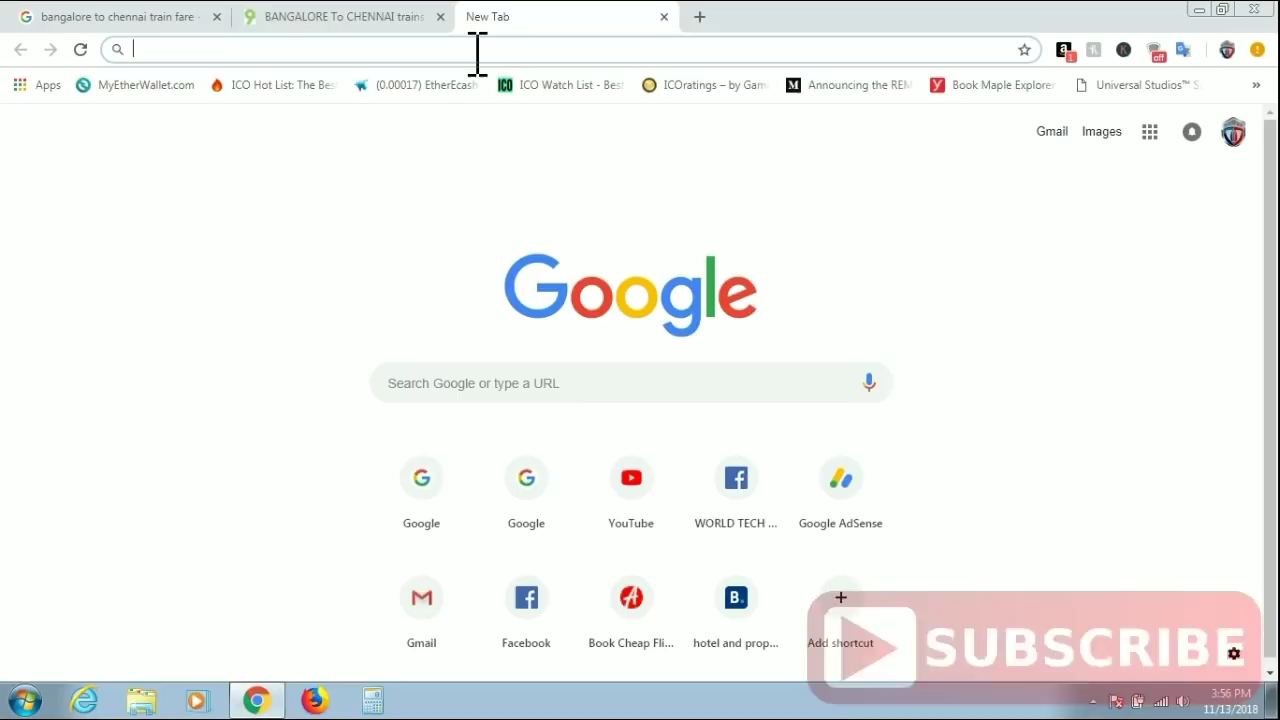 bangalore to chennai train fare -
BANGALORE To CHENNAI trains
New Tab
1
off
Apps
MyEtherWallet.com
ICO Hot List: The Bes
(0.00017) EtherEcash
ICO
ICO Watch List - Best
ICOratings – by Gam
M
Announcing the REM
Y
Book Maple Explorer
Universal Studios™ S
»
Gmail
Images
Google
Search Google or type a URL
Google
Google
YouTube
WORLD TECH ...
Google AdSense
Gmail
Facebook
Book Cheap Fli...
B.
hotel and prop...
Add shortcut
SUBSCRIBE
3:56 PM
11/13/2018